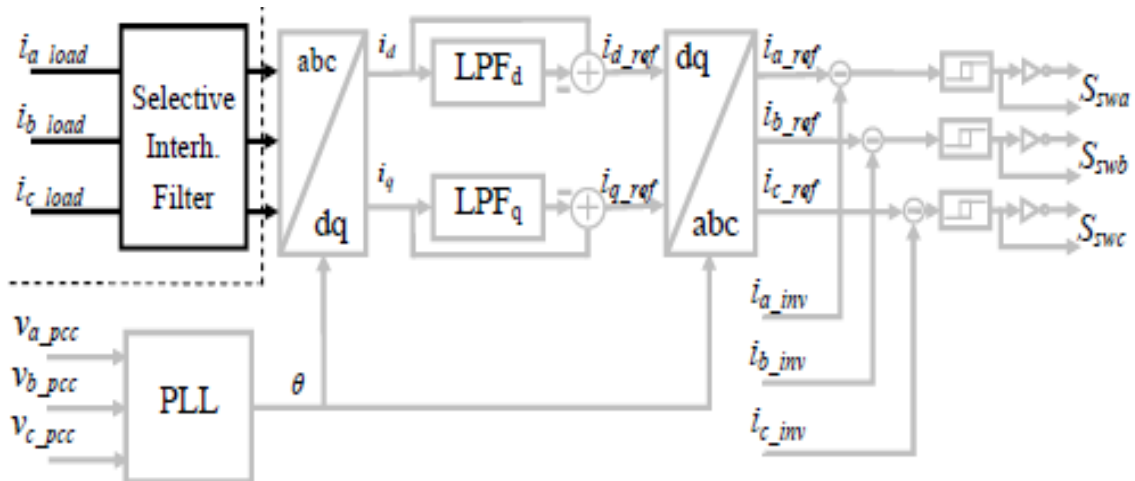 i_a_load
i_b_load
i_c_load
Selective
Interh.
Filter
abc
dq
i_d
i_q
LPF_d
LPF_q
i_d_ref
i_q_ref
dq
abc
i_a_ref
i_b_ref
i_c_ref
S_swa
S_swb
S_swc
i_a_inv
i_b_inv
i_c_inv
v_a_pcc
v_b_pcc
v_c_pcc
PLL
θ